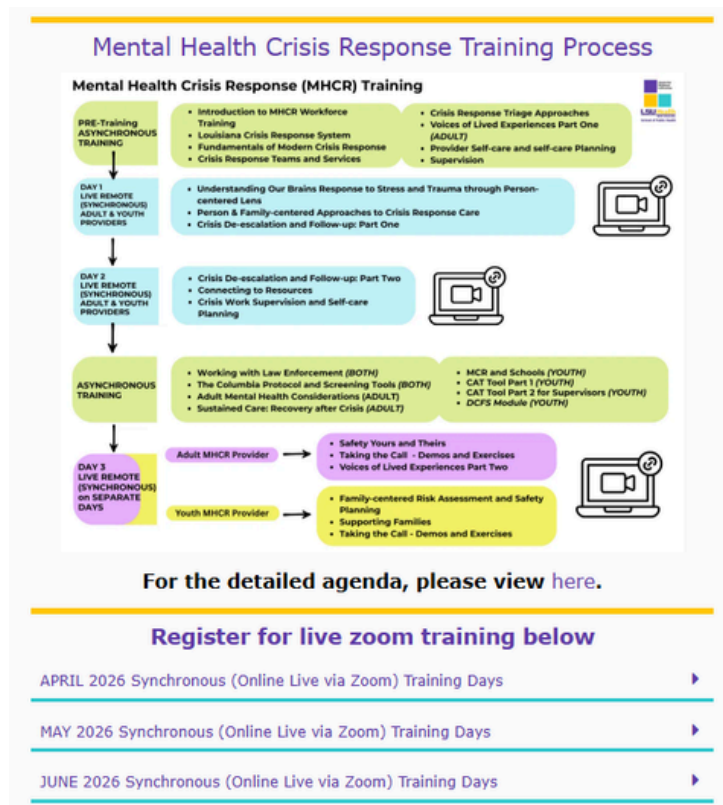 Mental Health Crisis Response Training Process
Mental Health Crisis Response (MHCR) Training
PRE-Training
ASYNCHRONOUS
TRAINING
• Introduction to MHCR Workforce
Training
• Louisiana Crisis Response System
• Fundamentals of Modern Crisis Response
• Crisis Response Teams and Services
• Crisis Response Triage Approaches
• Voices of Lived Experiences Part One
(ADULT)
• Provider Self-care and self-care Planning
• Supervision
DAY 1
LIVE REMOTE
(SYNCHRONOUS)
ADULT & YOUTH
PROVIDERS
• Understanding Our Brains Response to Stress and Trauma through Person-
centered Lens
• Person & Family-centered Approaches to Crisis Response Care
• Crisis De-escalation and Follow-up: Part One
DAY 2
LIVE REMOTE
(SYNCHRONOUS)
ADULT & YOUTH
PROVIDERS
• Crisis De-escalation and Follow-up: Part Two
• Connecting to Resources
• Crisis Work Supervision and Self-care
Planning
ASYNCHRONOUS
TRAINING
• Working with Law Enforcement (BOTH)
• The Columbia Protocol and Screening Tools (BOTH)
• Adult Mental Health Considerations (ADULT)
• Sustained Care: Recovery after Crisis (ADULT)
• MCR and Schools (YOUTH)
• CAT Tool Part 1 (YOUTH)
• CAT Tool Part 2 for Supervisors (YOUTH)
• DCFS Module (YOUTH)
DAY 3
LIVE REMOTE
(SYNCHRONOUS)
on SEPARATE
DAYS
Adult MHCR Provider
• Safety Yours and Theirs
• Taking the Call - Demos and Exercises
• Voices of Lived Experiences Part Two
Youth MHCR Provider
• Family-centered Risk Assessment and Safety
Planning
• Supporting Families
• Taking the Call - Demos and Exercises
For the detailed agenda, please view here.
Register for live zoom training below
APRIL 2026 Synchronous (Online Live via Zoom) Training Days
MAY 2026 Synchronous (Online Live via Zoom) Training Days
JUNE 2026 Synchronous (Online Live via Zoom) Training Days